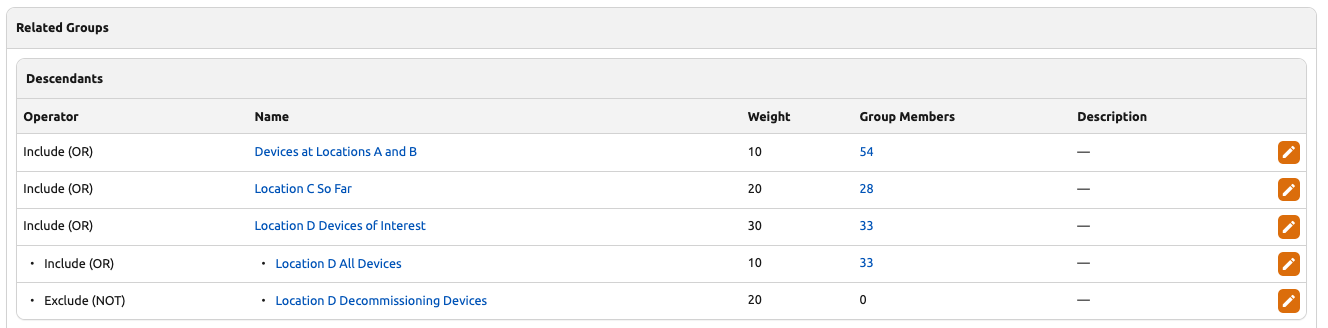 Related Groups
Descendants
Operator Name Weight Group Members Description
Include (OR) Devices at Locations A and B 10 54 —
Include (OR) Location C So Far 20 28 —
Include (OR) Location D Devices of Interest 30 33 —
• Include (OR) • Location D All Devices 10 33 —
• Exclude (NOT) • Location D Decommissioning Devices 20 0 —